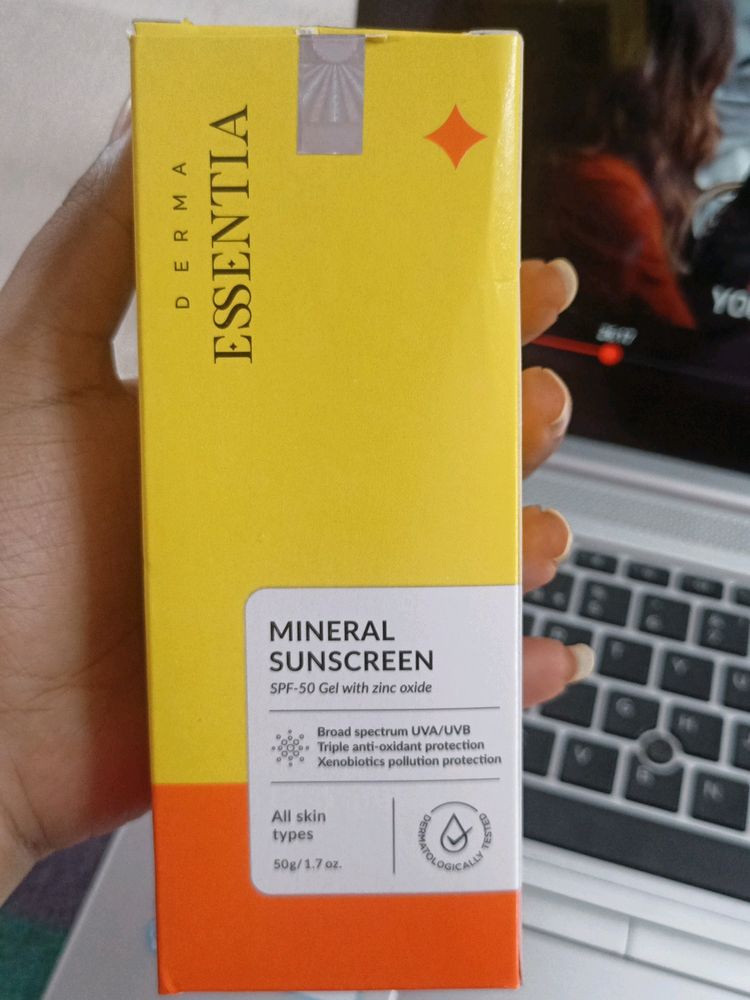 DERMA
ESSENTIA
MINERAL
SUNSCREEN
SPF-50 Gel with zinc oxide
Broad spectrum UVA/UVB
Triple anti-oxidant protection
Xenobiotics pollution protection
All skin
types
50g/1.7 oz.
DERMATOLOGICALLY TESTED